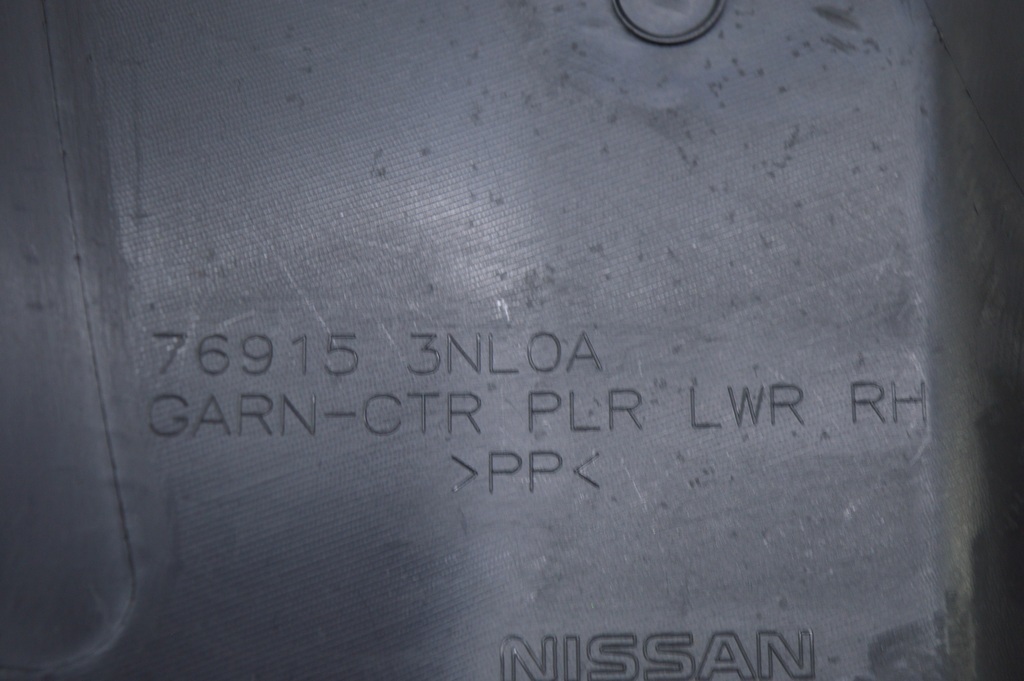 76915 3NL0A
GARN-CTR PLR LWR RH
>PP<
NISSAN